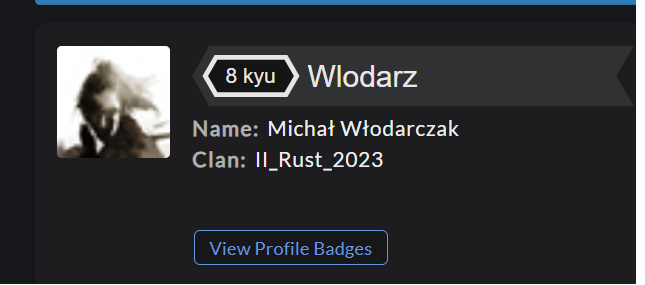 8 kyu Wlodarz
Name: Michał Włodarczak
Clan: II_Rust_2023
View Profile Badges